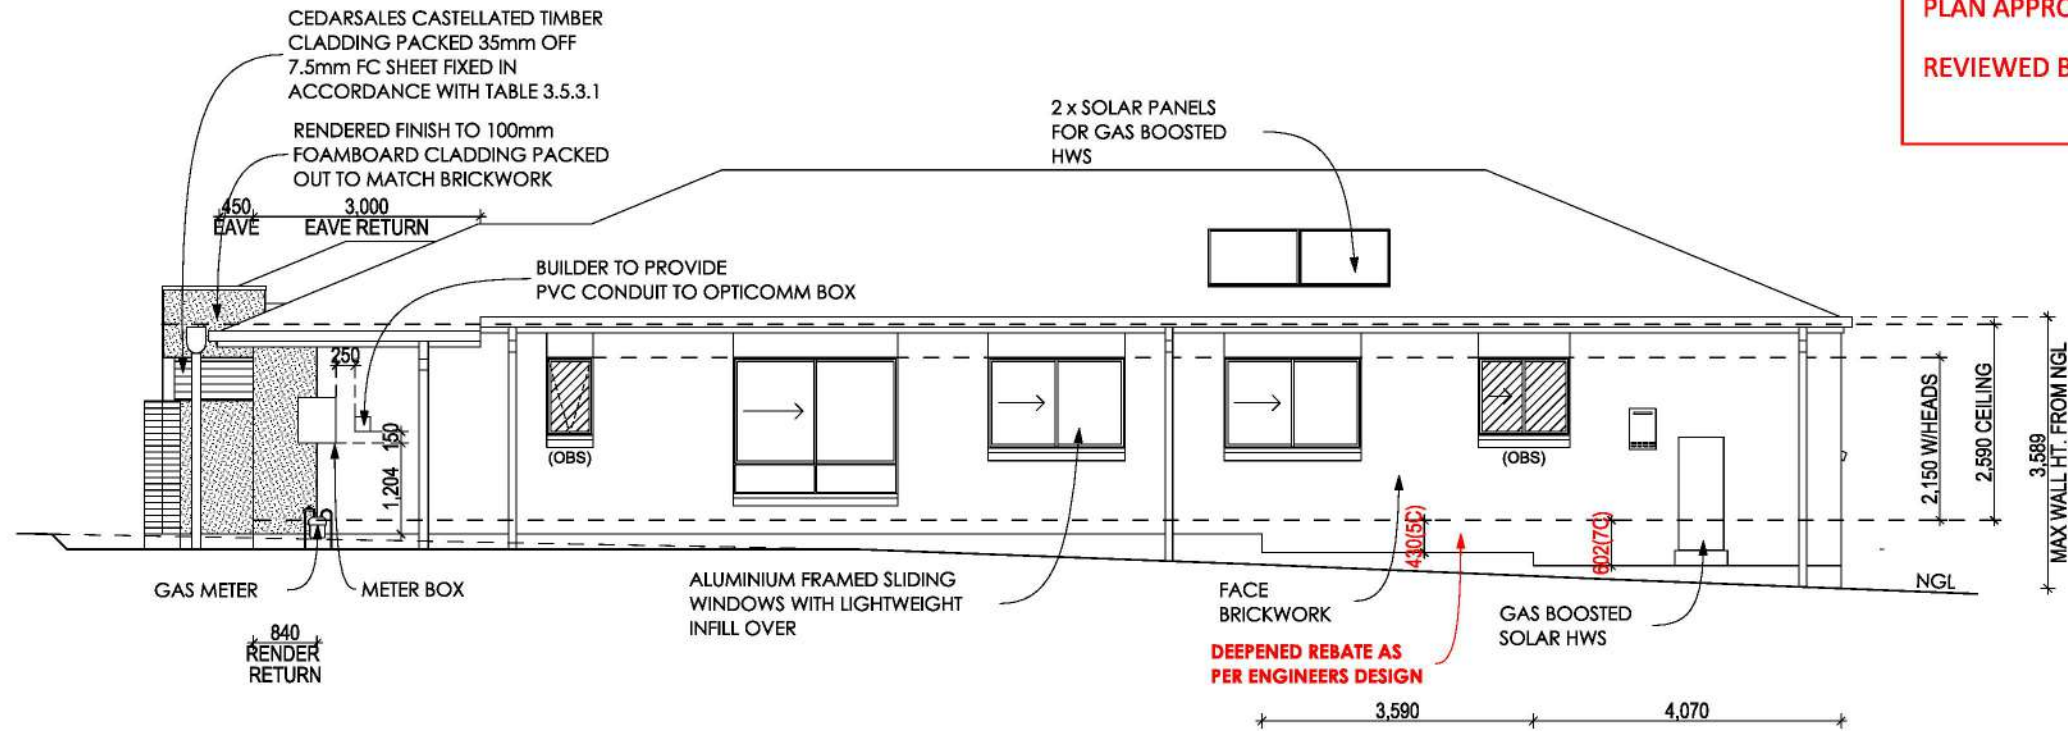 CEDARSALES CASTELLATED TIMBER
CLADDING PACKED 35mm OFF
7.5mm FC SHEET FIXED IN
ACCORDANCE WITH TABLE 3.5.3.1
RENDERED FINISH TO 100mm
FOAMBOARD CLADDING PACKED
OUT TO MATCH BRICKWORK
450
EAVE
3,000
EAVE RETURN
BUILDER TO PROVIDE
PVC CONDUIT TO OPTICOMM BOX
2 x SOLAR PANELS
FOR GAS BOOSTED
HWS
PLAN APPRO
REVIEWED B
250
150
1,204
(OBS)
(OBS)
2,150 W/HEADS
2,590 CEILING
3,589
MAX WALL HT. FROM NGL
430(5C)
602(7C)
NGL
GAS METER
METER BOX
840
RENDER
RETURN
ALUMINIUM FRAMED SLIDING
WINDOWS WITH LIGHTWEIGHT
INFILL OVER
FACE
BRICKWORK
DEEPENED REBATE AS
PER ENGINEERS DESIGN
GAS BOOSTED
SOLAR HWS
3,590
4,070